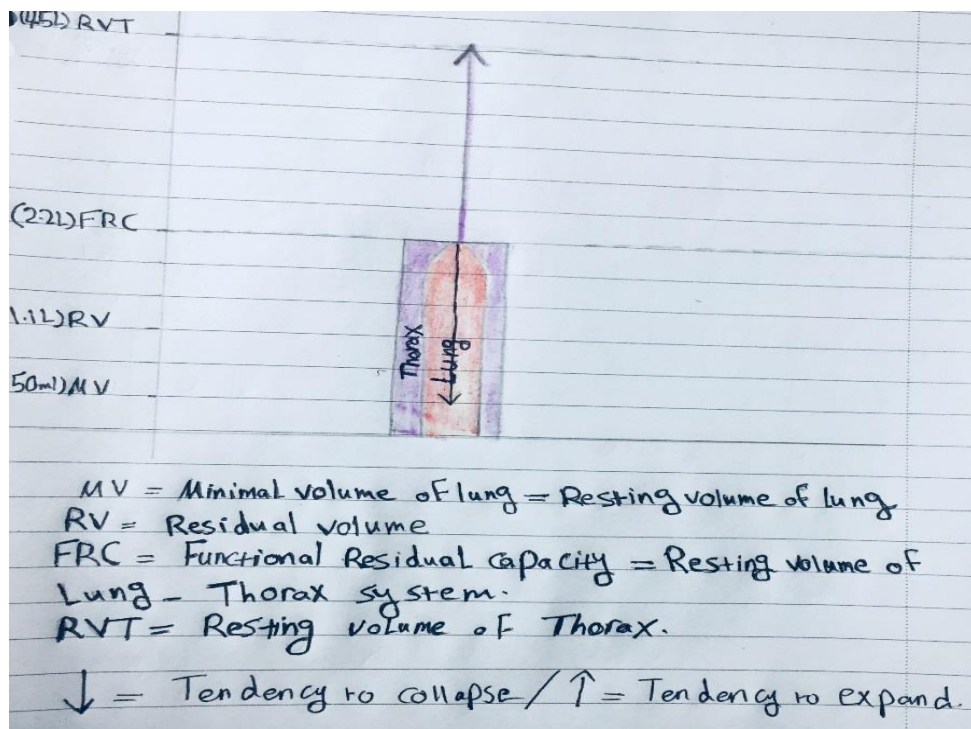 (4.5L) RVT
(2.2L) FRC
1.1L) RV
50ml) MV
Thorax
Lung
MV = Minimal volume of lung = Resting volume of lung
RV = Residual volume
FRC = Functional Residual capacity = Resting volume of
Lung - Thorax system.
RVT = Resting volume of Thorax.
↓ = Tendency to collapse / ↑ = Tendency to expand.